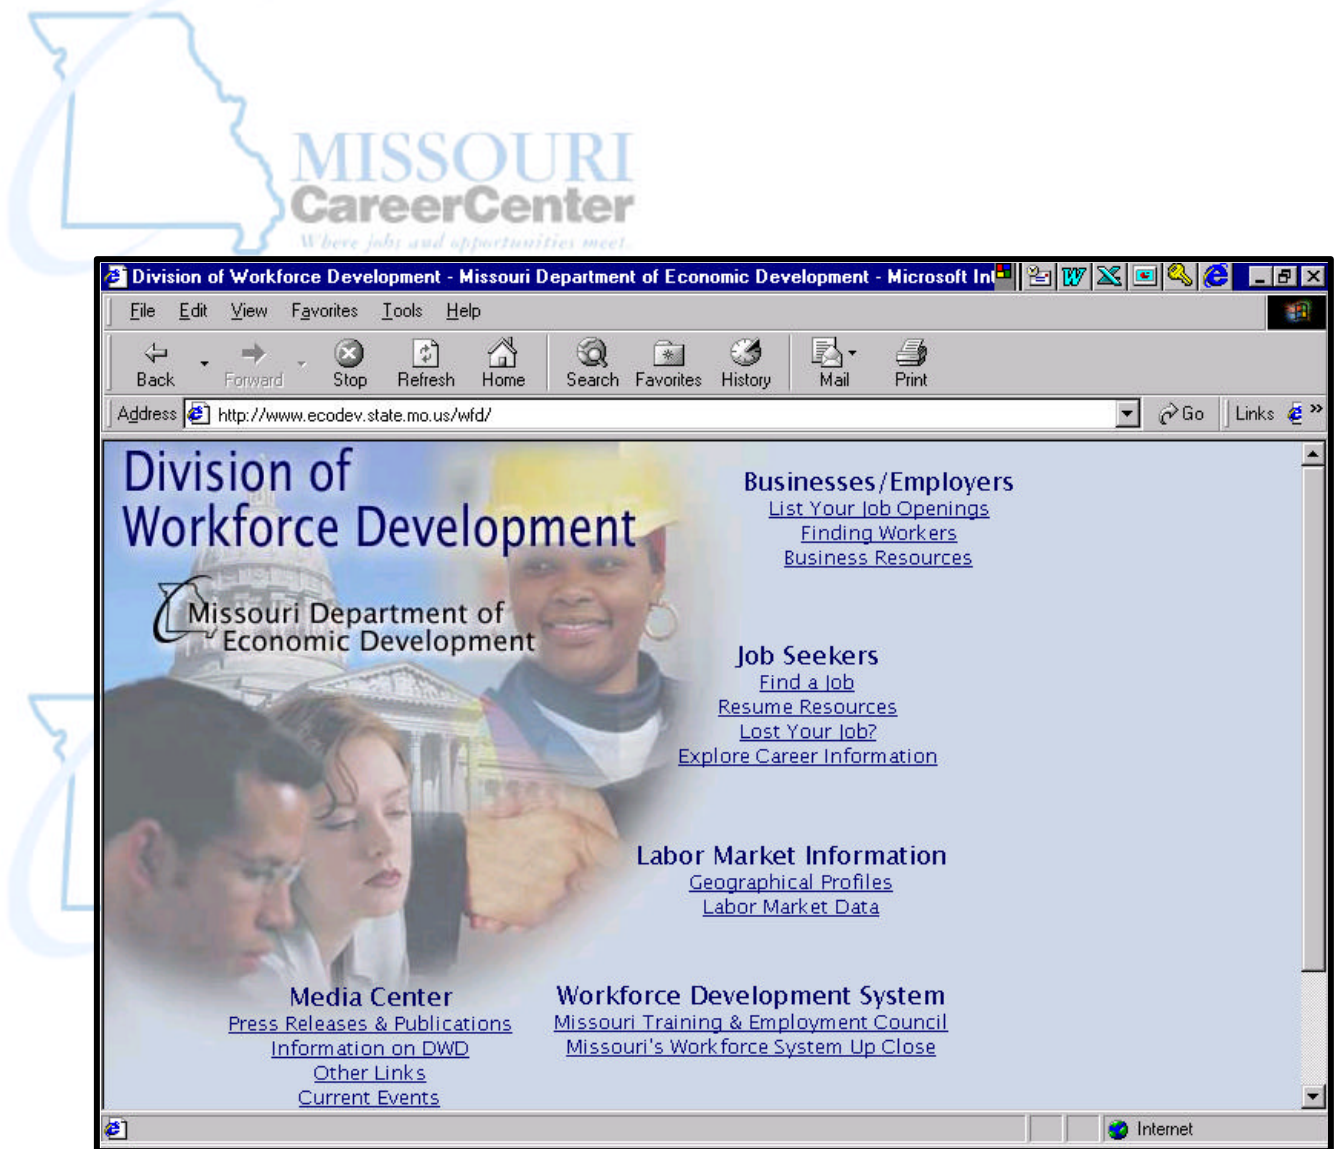 MISSOURI
CareerCenter
Where jobs and opportunities meet.
Division of Workforce Development - Missouri Department of Economic Development - Microsoft Int
File Edit View Favorites Tools Help
Back Forward Stop Refresh Home Search Favorites History Mail Print
Address http://www.ecodev.state.mo.us/wfd/ Go Links »
Division of
Workforce Development
Missouri Department of
Economic Development
Businesses/Employers
List Your Job Openings
Finding Workers
Business Resources
Job Seekers
Find a Job
Resume Resources
Lost Your Job?
Explore Career Information
Labor Market Information
Geographical Profiles
Labor Market Data
Media Center
Press Releases & Publications
Information on DWD
Other Links
Current Events
Workforce Development System
Missouri Training & Employment Council
Missouri's Workforce System Up Close
Internet